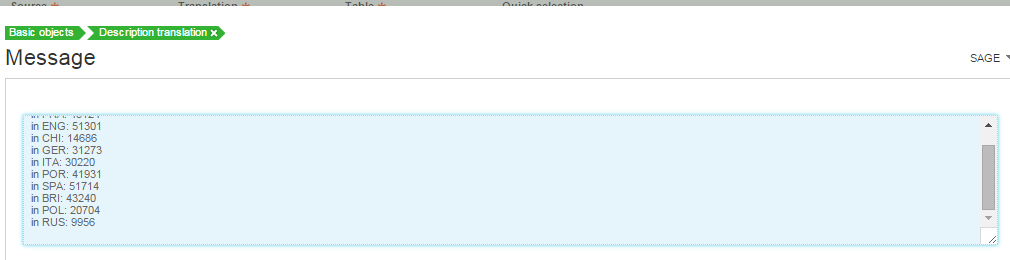 Source * Translation * Table * Quick selection
Basic objects Description translation ×
Message
SAGE
in ENG: 51301
in CHI: 14686
in GER: 31273
in ITA: 30220
in POR: 41931
in SPA: 51714
in BRI: 43240
in POL: 20704
in RUS: 9956